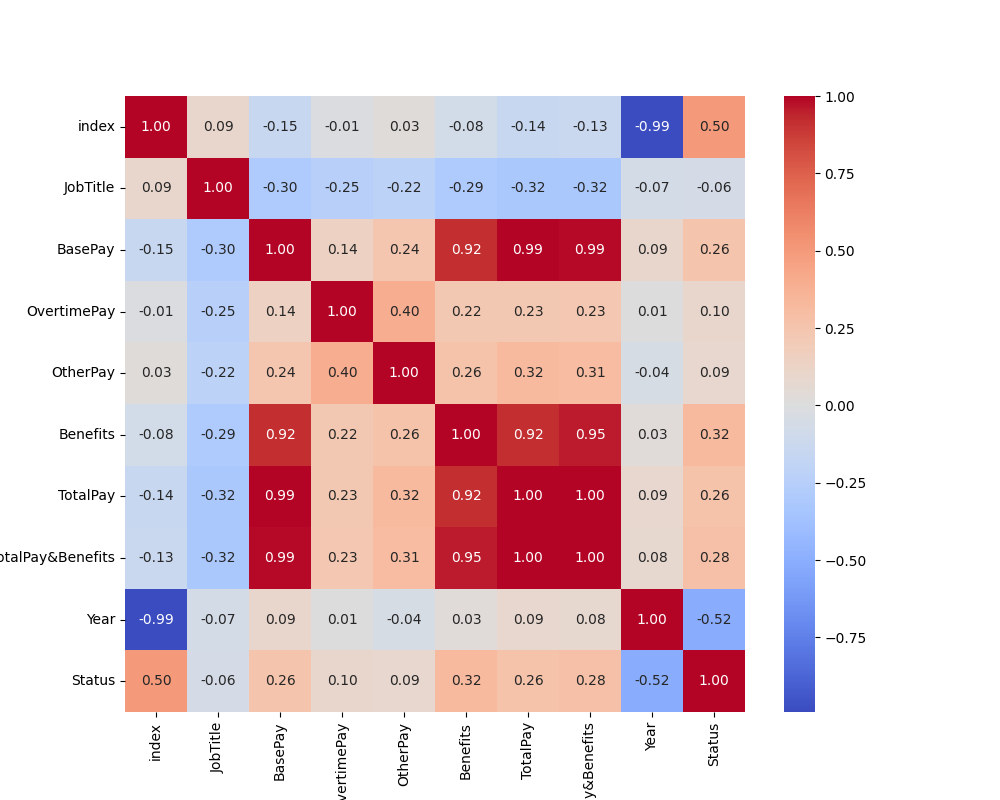 index 1.00 0.09 -0.15 -0.01 0.03 -0.08 -0.14 -0.13 -0.99 0.50
JobTitle 0.09 1.00 -0.30 -0.25 -0.22 -0.29 -0.32 -0.32 -0.07 -0.06
BasePay -0.15 -0.30 1.00 0.14 0.24 0.92 0.99 0.99 0.09 0.26
OvertimePay -0.01 -0.25 0.14 1.00 0.40 0.22 0.23 0.23 0.01 0.10
OtherPay 0.03 -0.22 0.24 0.40 1.00 0.26 0.32 0.31 -0.04 0.09
Benefits -0.08 -0.29 0.92 0.22 0.26 1.00 0.92 0.95 0.03 0.32
TotalPay -0.14 -0.32 0.99 0.23 0.32 0.92 1.00 1.00 0.09 0.26
otalPay&Benefits -0.13 -0.32 0.99 0.23 0.31 0.95 1.00 1.00 0.08 0.28
Year -0.99 -0.07 0.09 0.01 -0.04 0.03 0.09 0.08 1.00 -0.52
Status 0.50 -0.06 0.26 0.10 0.09 0.32 0.26 0.28 -0.52 1.00
index
JobTitle
BasePay
vertimePay
OtherPay
Benefits
TotalPay
y&Benefits
Year
Status
1.00
0.75
0.50
0.25
0.00
−0.25
−0.50
−0.75